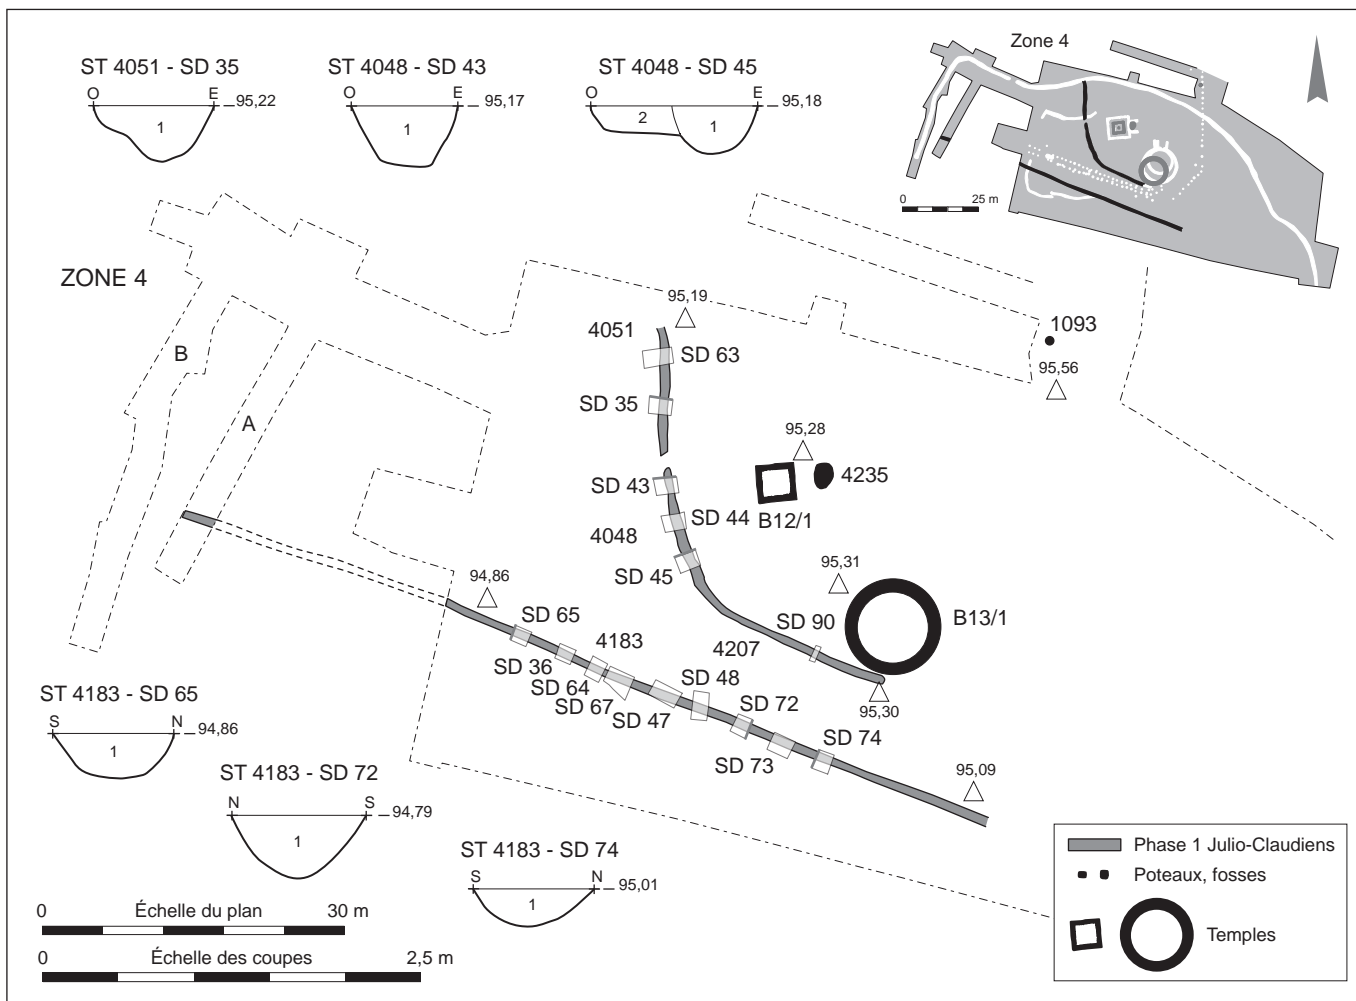 ST 4051 - SD 35
O E 95,22
1
ST 4048 - SD 43
O E 95,17
1
ST 4048 - SD 45
O E 95,18
2 1
Zone 4
0 25 m
ZONE 4
B
A
95,19
4051
SD 63
SD 35
1093
95,56
95,28
SD 43
4235
B12/1
SD 44
4048
SD 45
95,31
94,86
SD 90
B13/1
SD 65
4183
4207
SD 36
SD 64
SD 67
SD 47
SD 48
SD 72
95,30
SD 73
SD 74
95,09
ST 4183 - SD 65
S N 94,86
1
ST 4183 - SD 72
N S 94,79
1
ST 4183 - SD 74
S N 95,01
1
0 Échelle du plan 30 m
0 Échelle des coupes 2,5 m
Phase 1 Julio-Claudiens
Poteaux, fosses
Temples